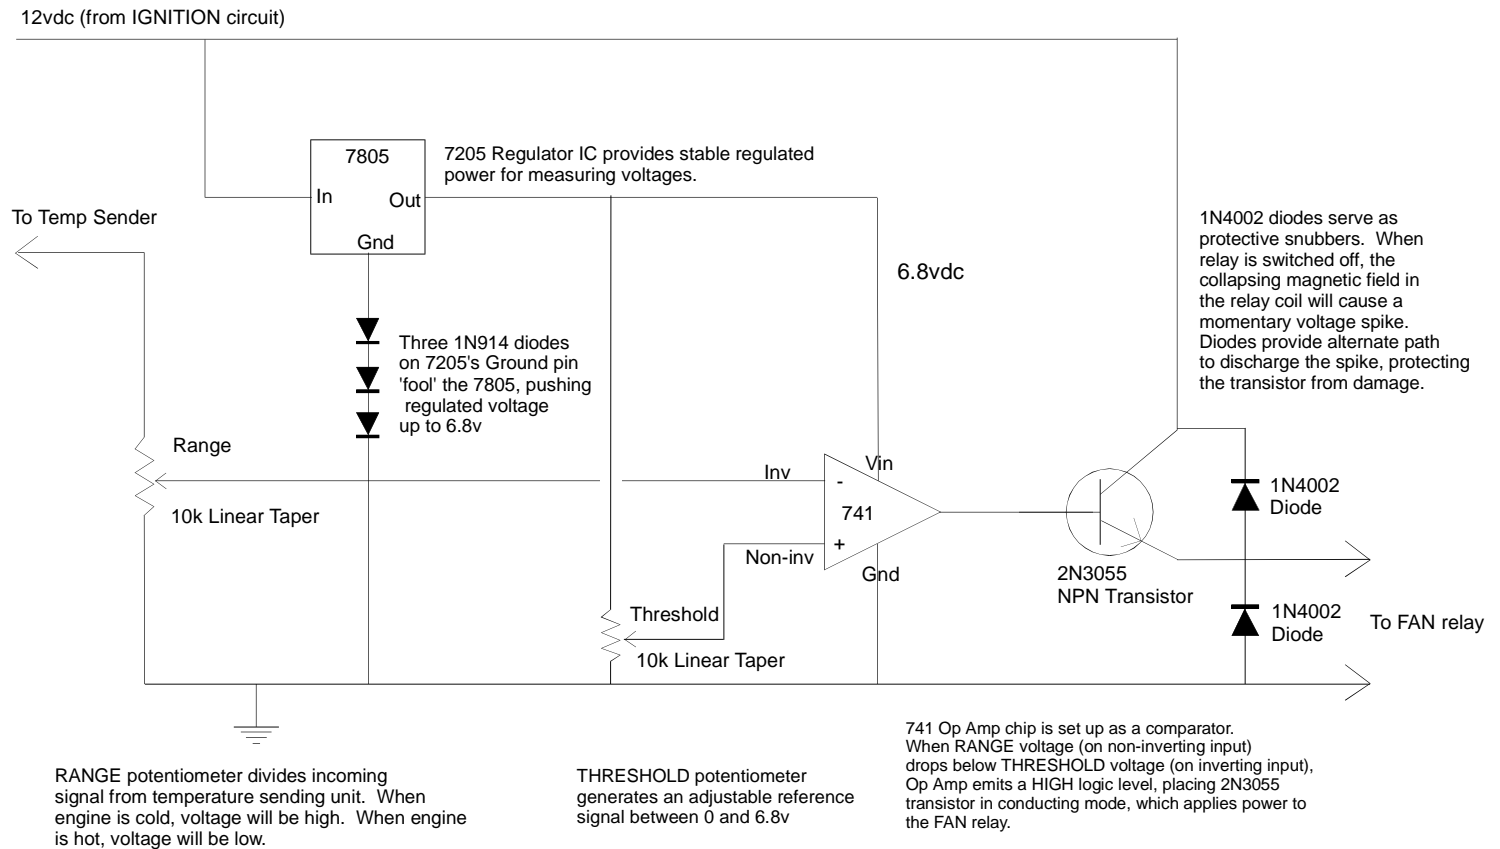 12vdc (from IGNITION circuit)
7805
In
Out
Gnd
7205 Regulator IC provides stable regulated
power for measuring voltages.
To Temp Sender
6.8vdc
1N4002 diodes serve as
protective snubbers.  When
relay is switched off, the
collapsing magnetic field in
the relay coil will cause a
momentary voltage spike.
Diodes provide alternate path
to discharge the spike, protecting
the transistor from damage.
Three 1N914 diodes
on 7205's Ground pin
'fool' the 7805, pushing
regulated voltage
up to 6.8v
Range
10k Linear Taper
Inv
Vin
-
741
+
Non-inv
Gnd
2N3055
NPN Transistor
1N4002
Diode
1N4002
Diode
To FAN relay
Threshold
10k Linear Taper
RANGE potentiometer divides incoming
signal from temperature sending unit.  When
engine is cold, voltage will be high.  When engine
is hot, voltage will be low.
THRESHOLD potentiometer
generates an adjustable reference
signal between 0 and 6.8v
741 Op Amp chip is set up as a comparator.
When RANGE voltage (on non-inverting input)
drops below THRESHOLD voltage (on inverting input),
Op Amp emits a HIGH logic level, placing 2N3055
transistor in conducting mode, which applies power to
the FAN relay.